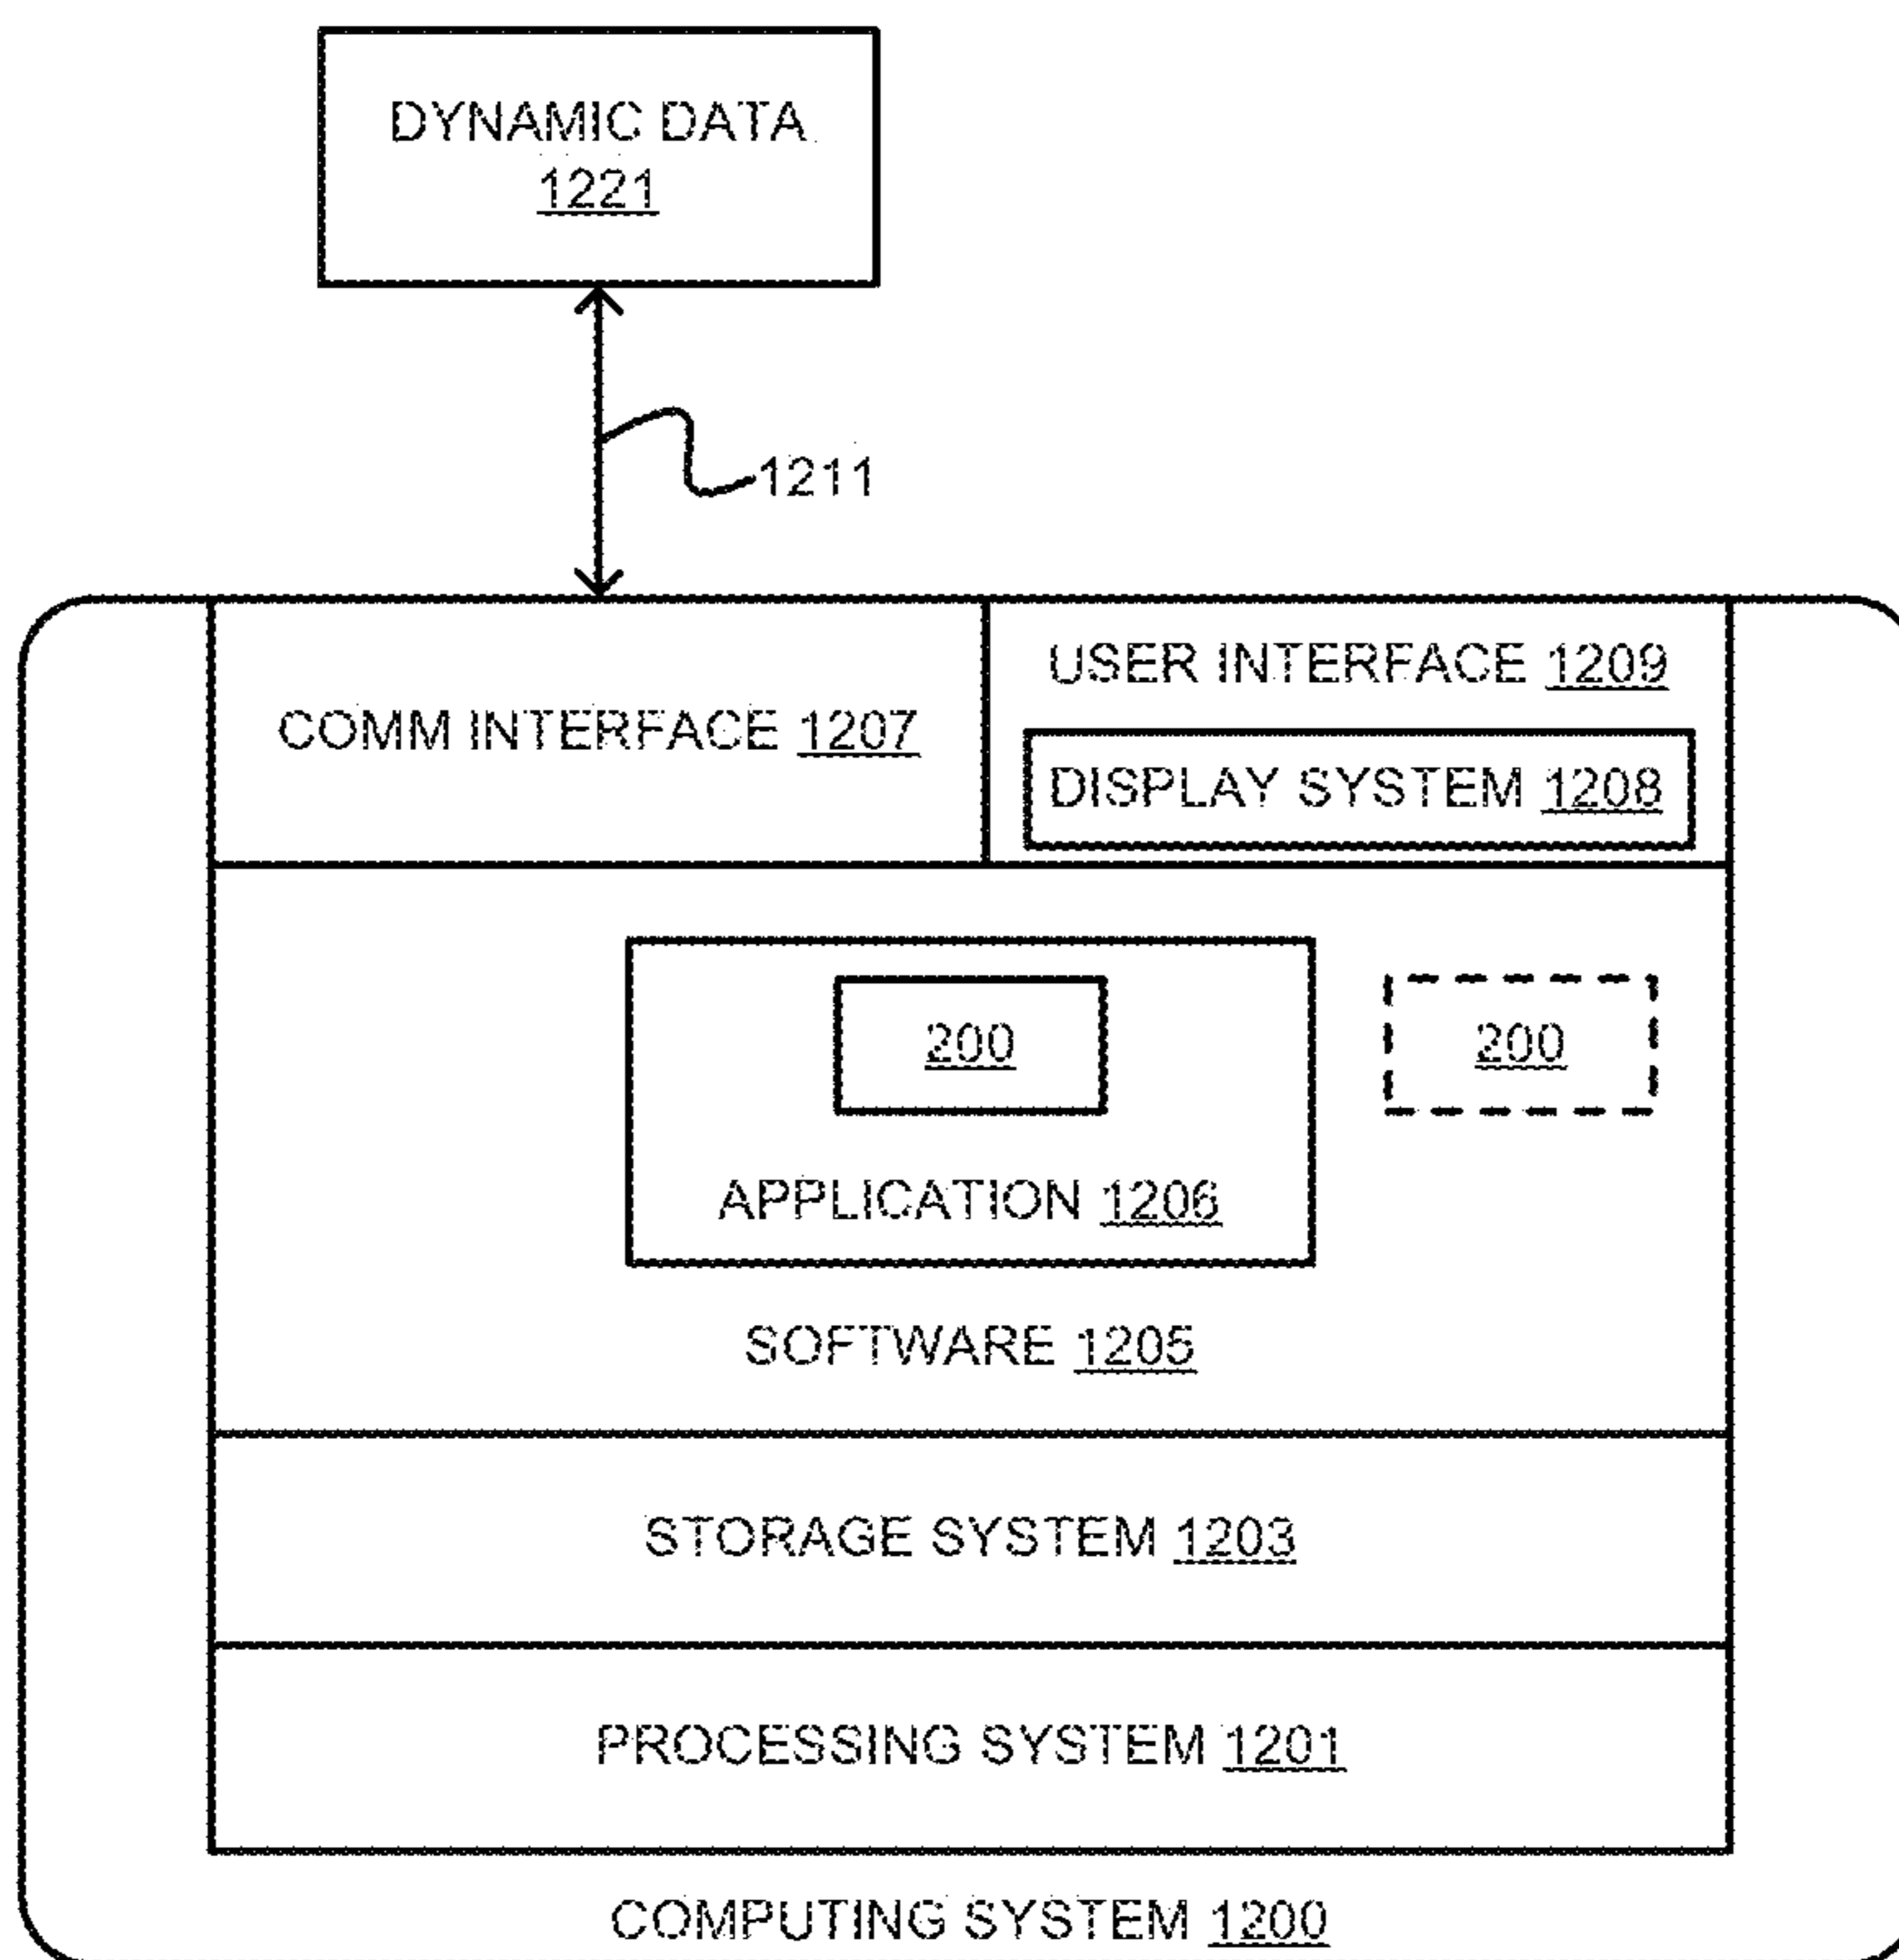 DYNAMIC DATA
1221
1211
USER INTERFACE 1209
COMM INTERFACE 1207
DISPLAY SYSTEM 1208
200
200
APPLICATION 1206
SOFTWARE 1205
STORAGE SYSTEM 1203
PROCESSING SYSTEM 1201
COMPUTING SYSTEM 1200